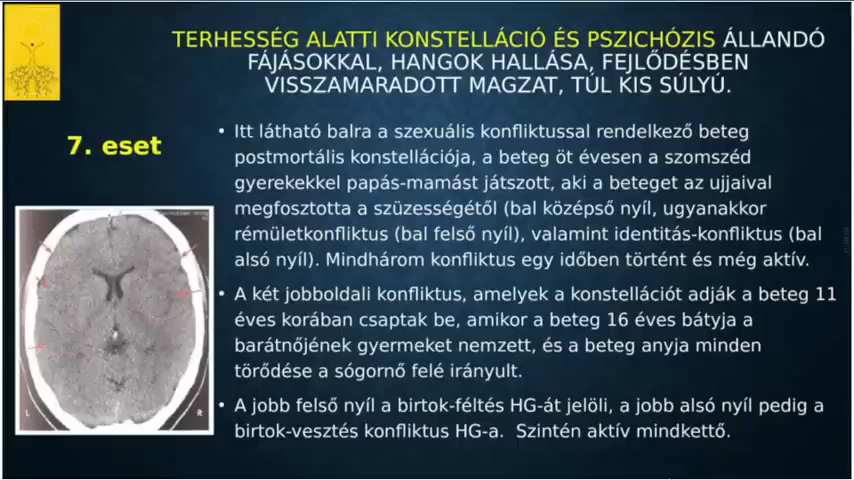 TERHESSÉG ALATTI KONSTELLÁCIÓ ÉS PSZICHÓZIS ÁLLANDÓ
FÁJÁSOKKAL, HANGOK HALLÁSA, FEJLŐDÉSBEN
VISSZAMARADOTT MAGZAT, TÚL KIS SÚLYÚ.
7. eset
• Itt látható balra a szexuális konfliktussal rendelkező beteg
postmortális konstellációja, a beteg öt évesen a szomszéd
gyerekekkel papás-mamást játszott, aki a beteget az ujjaival
megfosztotta a szüzességétől (bal középső nyíl, ugyanakkor
rémületkonfliktus (bal felső nyíl), valamint identitás-konfliktus (bal
alsó nyíl). Mindhárom konfliktus egy időben történt és még aktív.
• A két jobboldali konfliktus, amelyek a konstellációt adják a beteg 11
éves korában csaptak be, amikor a beteg 16 éves bátyja a
barátnőjének gyermeket nemzett, és a beteg anyja minden
törődése a sógornő felé irányult.
• A jobb felső nyíl a birtok-féltés HG-át jelöli, a jobb alsó nyíl pedig a
birtok-vesztés konfliktus HG-a. Szintén aktív mindkettő.
L R